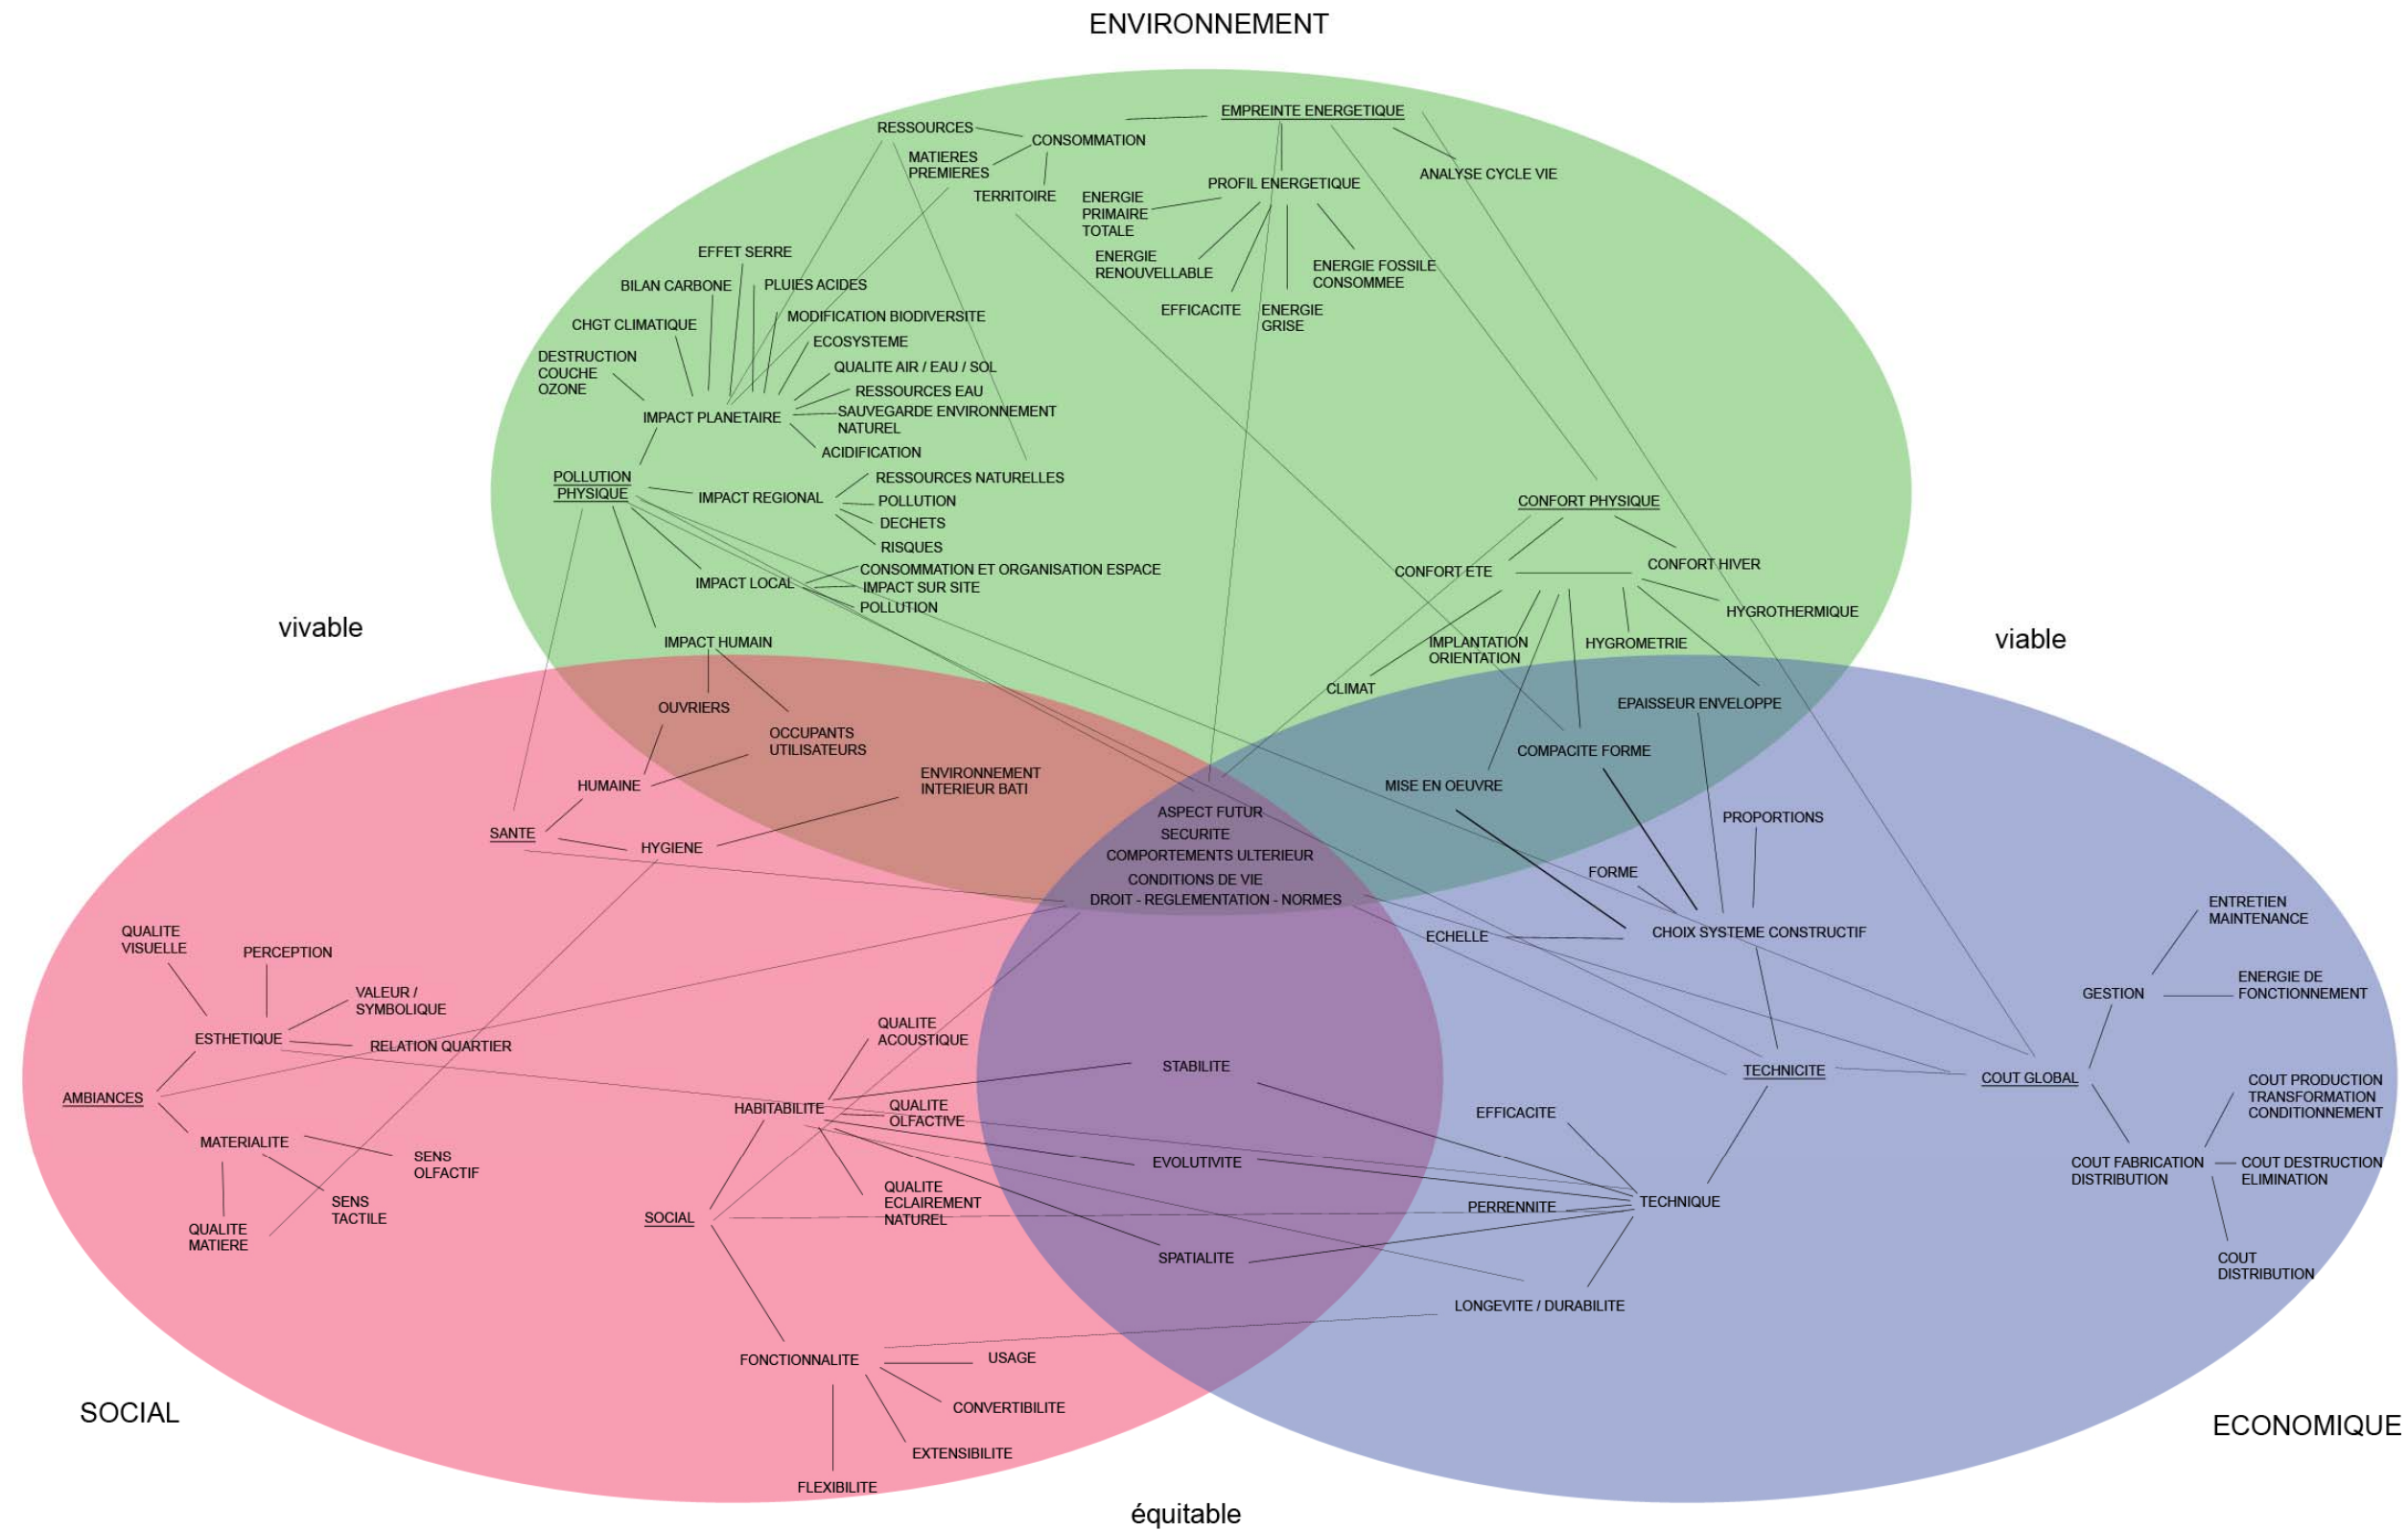 ENVIRONNEMENT
EMPREINTE ENERGETIQUE
RESSOURCES
CONSOMMATION
MATIERES
PREMIERES
TERRITOIRE
ANALYSE CYCLE VIE
PROFIL ENERGETIQUE
ENERGIE
PRIMAIRE
TOTALE
ENERGIE
RENOUVELLABLE
EFFICACITE
ENERGIE
GRISE
ENERGIE FOSSILE
CONSOMMEE
EFFET SERRE
BILAN CARBONE
PLUIES ACIDES
CHGT CLIMATIQUE
MODIFICATION BIODIVERSITE
ECOSYSTEME
DESTRUCTION
COUCHE
OZONE
QUALITE AIR / EAU / SOL
RESSOURCES EAU
IMPACT PLANETAIRE
SAUVEGARDE ENVIRONNEMENT
NATUREL
ACIDIFICATION
POLLUTION
PHYSIQUE
IMPACT REGIONAL
RESSOURCES NATURELLES
POLLUTION
DECHETS
RISQUES
IMPACT LOCAL
CONSOMMATION ET ORGANISATION ESPACE
IMPACT SUR SITE
POLLUTION
IMPACT HUMAIN
CONFORT PHYSIQUE
CONFORT ETE
CONFORT HIVER
HYGROTHERMIQUE
IMPLANTATION
ORIENTATION
HYGROMETRIE
CLIMAT
vivable
viable
OUVRIERS
OCCUPANTS
UTILISATEURS
HUMAINE
ENVIRONNEMENT
INTERIEUR BATI
SANTE
HYGIENE
EPAISSEUR ENVELOPPE
COMPACITE FORME
MISE EN OEUVRE
PROPORTIONS
FORME
ASPECT FUTUR
SECURITE
COMPORTEMENTS ULTERIEUR
CONDITIONS DE VIE
DROIT - REGLEMENTATION - NORMES
ECHELLE
CHOIX SYSTEME CONSTRUCTIF
ENTRETIEN
MAINTENANCE
GESTION
ENERGIE DE
FONCTIONNEMENT
QUALITE
VISUELLE
PERCEPTION
VALEUR /
SYMBOLIQUE
ESTHETIQUE
RELATION QUARTIER
AMBIANCES
MATERIALITE
SENS
OLFACTIF
SENS
TACTILE
QUALITE
MATIERE
QUALITE
ACOUSTIQUE
HABITABILITE
QUALITE
OLFACTIVE
QUALITE
ECLAIREMENT
NATUREL
SOCIAL
STABILITE
EVOLUTIVITE
SPATIALITE
TECHNICITE
COUT GLOBAL
EFFICACITE
PERRENNITE
TECHNIQUE
LONGEVITE / DURABILITE
COUT PRODUCTION
TRANSFORMATION
CONDITIONNEMENT
COUT FABRICATION
DISTRIBUTION
COUT DESTRUCTION
ELIMINATION
COUT
DISTRIBUTION
FONCTIONNALITE
USAGE
CONVERTIBILITE
EXTENSIBILITE
FLEXIBILITE
SOCIAL
ECONOMIQUE
équitable